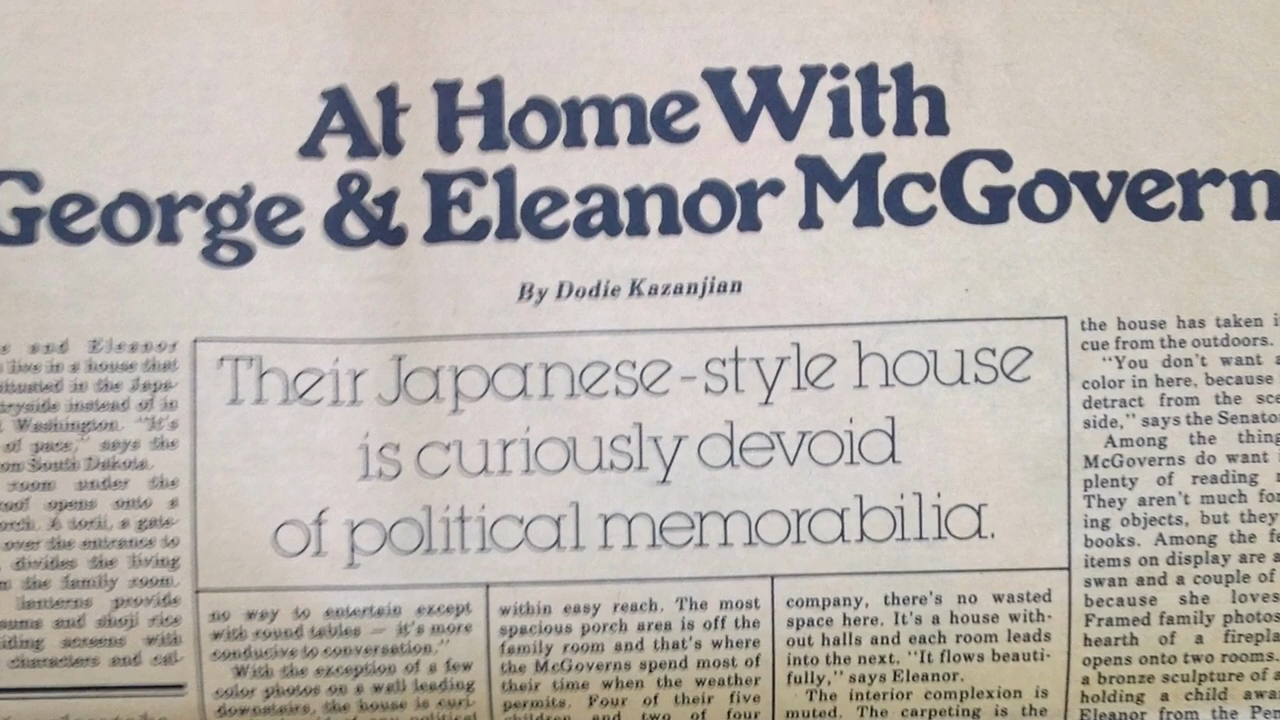 At Home With
George & Eleanor McGovern
By Dodie Kazanjian
Their Japanese-style house
is curiously devoid
of political memorabilia.
and Eleanor
live in a house that
situated in the Japa-
instead of in
Washington. "It's
of pace," says the
South Dakota.
room under the
opens onto a
A torii, a gate-
over the entrance to
divides the living
the family room.
lanterns provide
and shoji rice
screens with
characters and cal-
no way to entertain except
with round tables — it's more
conducive to conversation."
With the exception of a few
color photos on a wall leading
downstairs, the house is curi-
political
within easy reach. The most
spacious porch area is off the
family room and that's where
the McGoverns spend most of
their time when the weather
permits. Four of their five
children and two of four
company, there's no wasted
space here. It's a house with-
out halls and each room leads
into the next. "It flows beauti-
fully," says Eleanor.
The interior complexion is
muted. The carpeting is the
the house has taken
cue from the outdoors.
"You don't want
color in here, because
detract from the
side," says the Senator
Among the
McGoverns do want
plenty of reading
They aren't much for
ing objects, but they
books. Among the
items on display are a
swan and a couple of
because she loves
Framed family photos
hearth of a
opens onto two rooms.
a bronze sculpture of a
holding a child
Eleanor from the